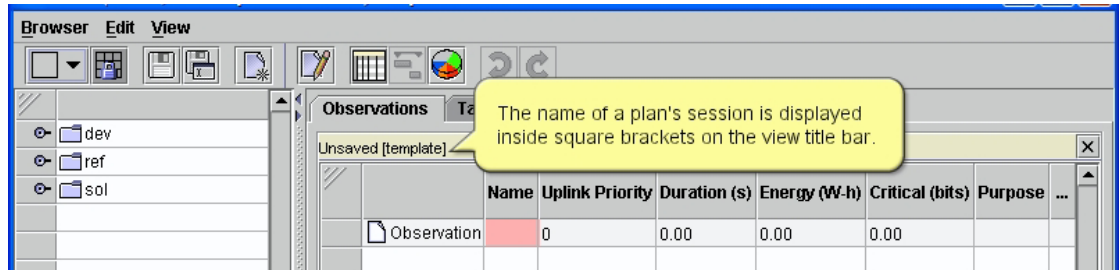 Browser Edit View
Observations Ta
The name of a plan's session is displayed
inside square brackets on the view title bar.
Unsaved [template]
dev
ref
sol
Name Uplink Priority Duration (s) Energy (W-h) Critical (bits) Purpose ...
Observation 0 0.00 0.00 0.00